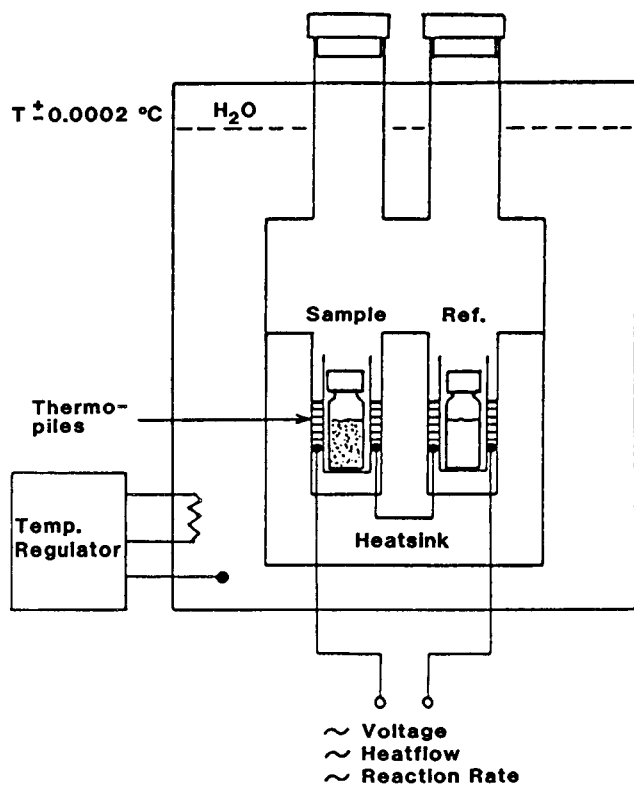 T ± 0.0002 °C
H₂O
Sample
Ref.
Thermo-
piles
Temp.
Regulator
Heatsink
~ Voltage
~ Heatflow
~ Reaction Rate